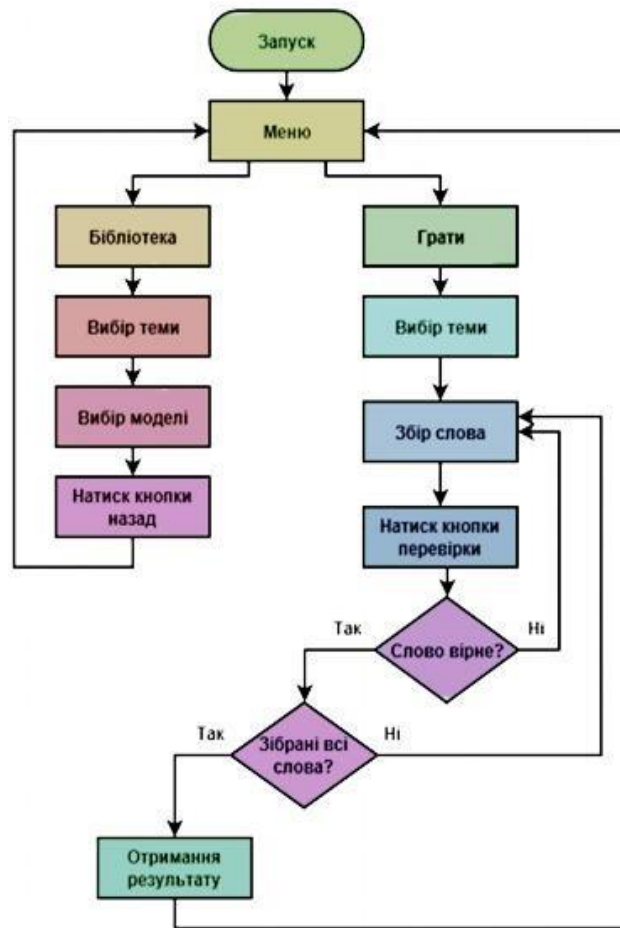 Запуск
Меню
Бібліотека
Грати
Вибір теми
Вибір теми
Вибір моделі
Збір слова
Натиск кнопки
назад
Натиск кнопки
перевірки
Так
Слово вірне?
Ні
Так
Зібрані всі
слова?
Ні
Отримання
результату